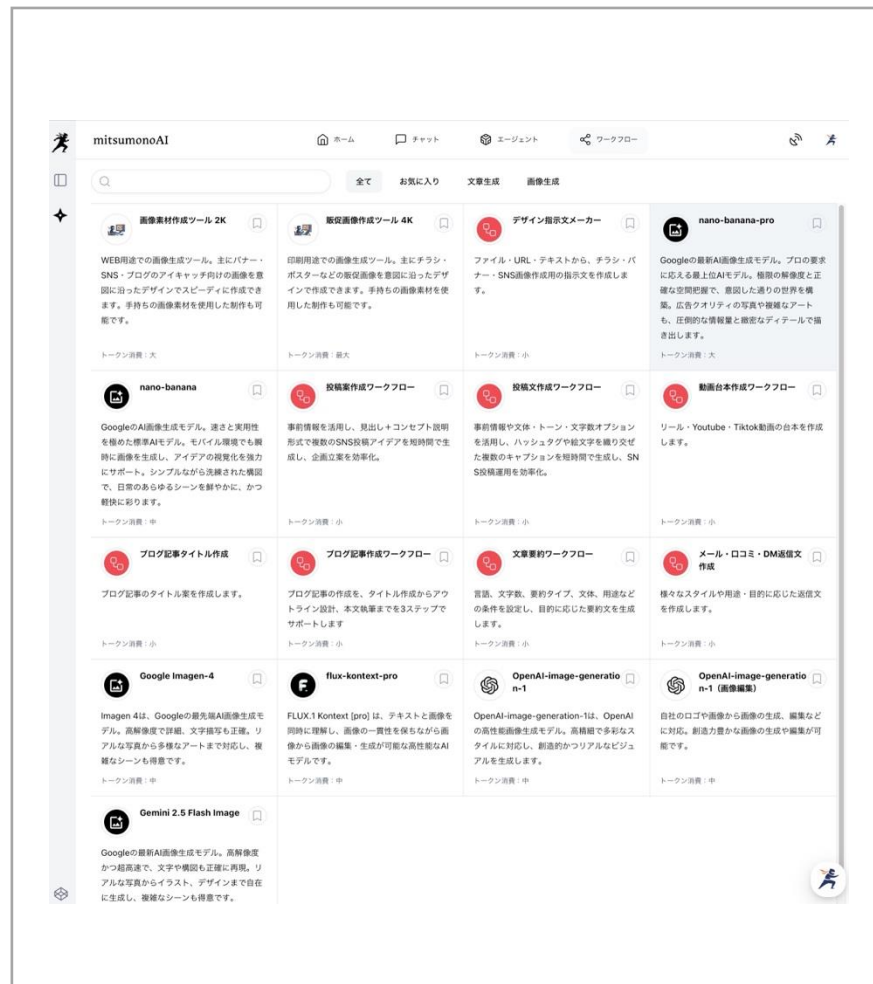 mitsumonoAI
ホーム
チャット
エージェント
ワークフロー
全て
お気に入り
文章生成
画像生成
画像素材作成ツール 2K
WEB用途での画像生成ツール。主にバナー・
SNS・ブログのアイキャッチ向けの画像を意
図に沿ったデザインでスピーディに作成でき
ます。手持ちの画像素材を使用した制作も可
能です。
トークン消費：大
販促画像作成ツール 4K
印刷用途での画像生成ツール。主にチラシ・
ポスターなどの販促画像を意図に沿ったデザ
インで作成できます。手持ちの画像素材を使
用した制作も可能です。
トークン消費：最大
デザイン指示文メーカー
ファイル・URL・テキストから、チラシ・バ
ナー・SNS画像作成用の指示文を作成しま
す。
トークン消費：小
nano-banana-pro
Googleの最新AI画像生成モデル。プロの要求
に応える最上位AIモデル。極限の解像度と正
確な空間把握で、意図した通りの世界を構
築。広告クオリティの写真や複雑なアート
も、圧倒的な情報量と緻密なディテールで描
き出します。
トークン消費：大
nano-banana
GoogleのAI画像生成モデル。速さと実用性
を極めた標準AIモデル。モバイル環境でも瞬
時に画像を生成し、アイデアの視覚化を強力
にサポート。シンプルながら洗練された構図
で、日常のあらゆるシーンを鮮やかに、かつ
軽快に彩ります。
トークン消費：中
投稿案作成ワークフロー
事前情報を活用し、見出し＋コンセプト説明
形式で複数のSNS投稿アイデアを短時間で生
成し、企画立案を効率化。
トークン消費：小
投稿文作成ワークフロー
事前情報や文体・トーン・文字数オプション
を活用し、ハッシュタグや絵文字を織り交ぜ
た複数のキャプションを短時間で生成し、SN
S投稿運用を効率化。
トークン消費：小
動画台本作成ワークフロー
リール・Youtube・Tiktok動画の台本を作成
します。
トークン消費：小
ブログ記事タイトル作成
ブログ記事のタイトル案を作成します。
トークン消費：小
ブログ記事作成ワークフロー
ブログ記事の作成を、タイトル作成からアウ
トライン設計、本文執筆までを3ステップで
サポートします
トークン消費：小
文章要約ワークフロー
言語、文字数、要約タイプ、文体、用途など
の条件を設定し、目的に応じた要約文を生成
します。
トークン消費：小
メール・口コミ・DM返信文
作成
様々なスタイルや用途・目的に応じた返信文
を作成します。
トークン消費：小
Google Imagen-4
Imagen 4は、Googleの最先端AI画像生成モ
デル。高解像度で詳細、文字描写も正確。リ
アルな写真から多様なアートまで対応し、複
雑なシーンも得意です。
トークン消費：中
flux-kontext-pro
FLUX.1 Kontext [pro] は、テキストと画像を
同時に理解し、画像の一貫性を保ちながら画
像から画像の編集・生成が可能な高性能なAI
モデルです。
トークン消費：中
OpenAI-image-generatio
n-1
OpenAI-image-generation-1は、OpenAI
の高性能画像生成モデル。高精細で多彩なス
タイルに対応し、創造的かつリアルなビジュ
アルを生成します。
トークン消費：中
OpenAI-image-generatio
n-1（画像編集）
自社のロゴや画像から画像の生成、編集など
に対応。創造力豊かな画像の生成や編集が可
能です。
トークン消費：中
Gemini 2.5 Flash Image
Googleの最新AI画像生成モデル。高解像度
かつ超高速で、文字や構図も正確に再現。リ
アルな写真からイラスト、デザインまで自在
に生成し、複雑なシーンも得意です。